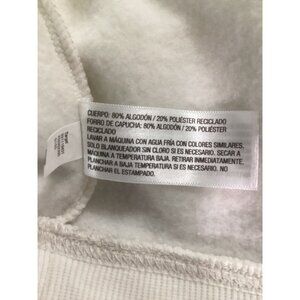 CUERPO: 80% ALGODÓN / 20% POLIÉSTER RECICLADO
FORRO DE CAPUCHA: 80% ALGODÓN / 20% POLIÉSTER
RECICLADO
LAVAR A MÁQUINA CON AGUA FRÍA CON COLORES SIMILARES.
SOLO BLANQUEADOR SIN CLORO SI ES NECESARIO. SECAR A
MÁQUINA A TEMPERATURA BAJA. RETIRAR INMEDIATAMENTE.
PLANCHAR A BAJA TEMPERATURA SI ES NECESARIO. NO
PLANCHAR EL ESTAMPADO.
Target